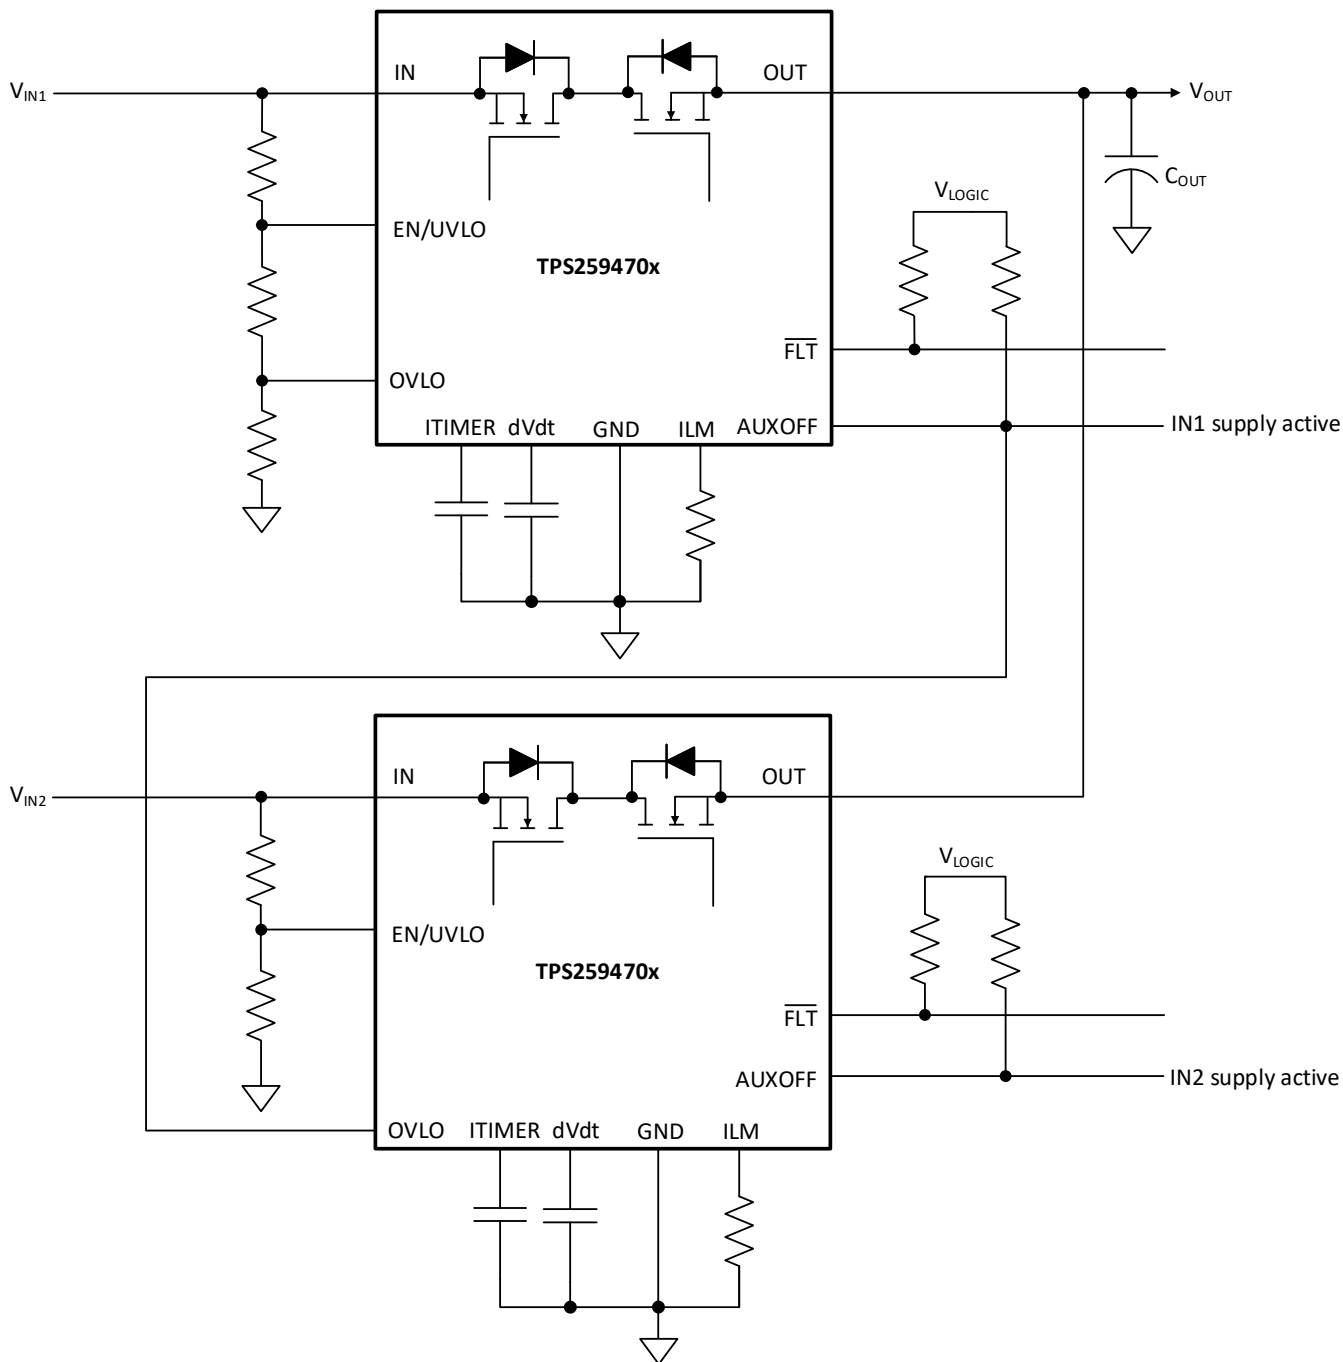 IN
OUT
VIN1
VOUT
COUT
VLOGIC
EN/UVLO
TPS259470x
FLT
OVLO
ITIMER dVdt GND ILM AUXOFF
IN1 supply active
IN
OUT
VIN2
VLOGIC
EN/UVLO
TPS259470x
FLT
AUXOFF
IN2 supply active
OVLO ITIMER dVdt GND ILM